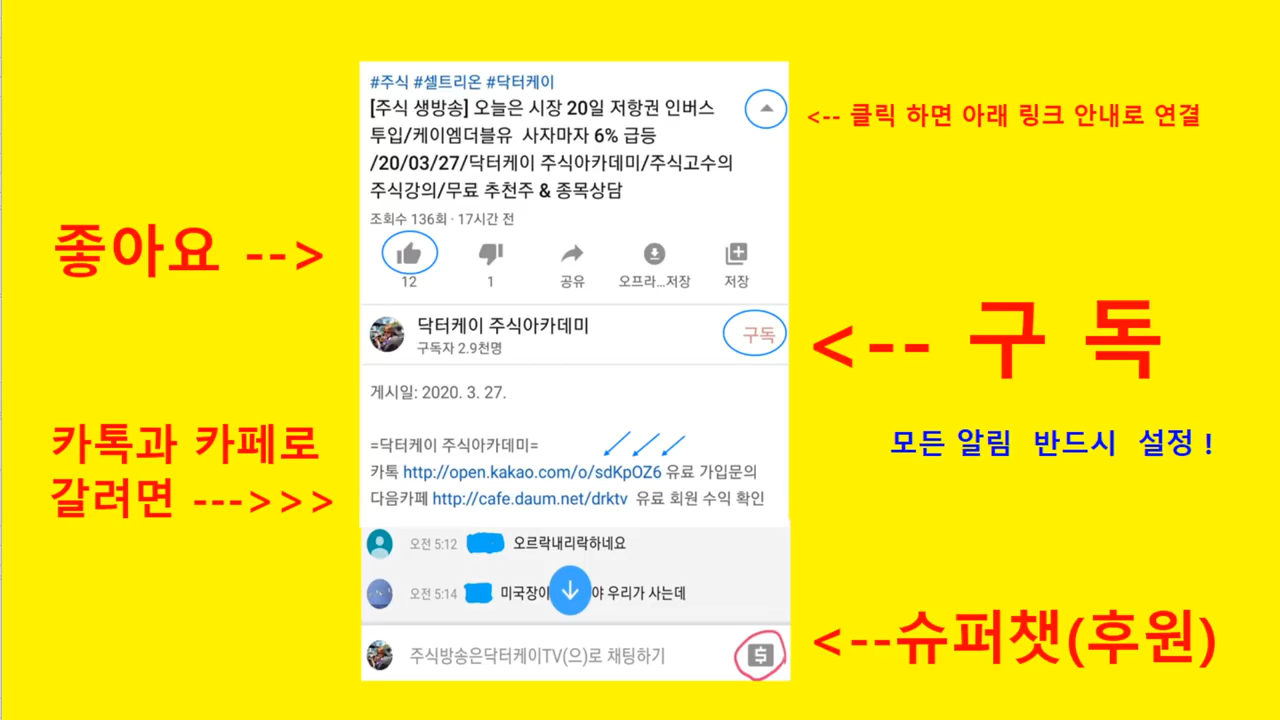 #주식 #셀트리온 #닥터케이
[주식 생방송] 오늘은 시장 20일 저항권 인버스
투입/케이엠더블유 사자마자 6% 급등
/20/03/27/닥터케이 주식아카데미/주식고수의
주식강의/무료 추천주 & 종목상담
<-- 클릭 하면 아래 링크 안내로 연결
조회수 136회 · 17시간 전
좋아요 -->
12
1
공유
오프라...저장
저장
닥터케이 주식아카데미
구독자 2.9천명
구독
<-- 구 독
게시일: 2020. 3. 27.
모든 알림 반드시 설정 !
카톡과 카페로
갈려면 --->>>
=닥터케이 주식아카데미=
카톡 http://open.kakao.com/o/sdKpOZ6 유료 가입문의
다음카페 http://cafe.daum.net/drktv 유료 회원 수익 확인
오전 5:12 오르락내리락하네요
오전 5:14 미국장이 야 우리가 사는데
주식방송은닥터케이TV(으)로 채팅하기
<--슈퍼챗(후원)